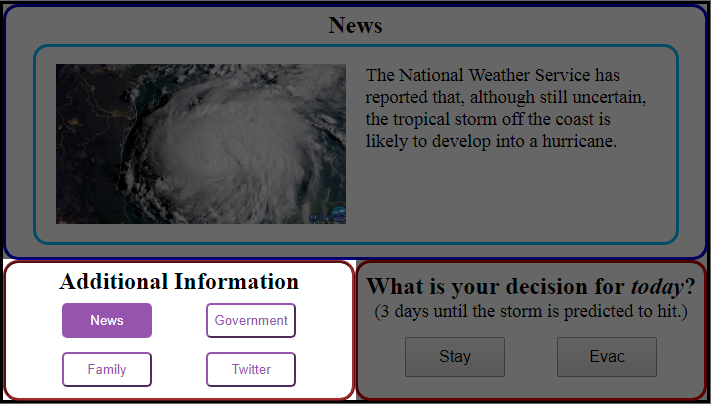 News
The National Weather Service has
reported that, although still uncertain,
the tropical storm off the coast is
likely to develop into a hurricane.
Additional Information
News
Government
Family
Twitter
What is your decision for today?
(3 days until the storm is predicted to hit.)
Stay
Evac